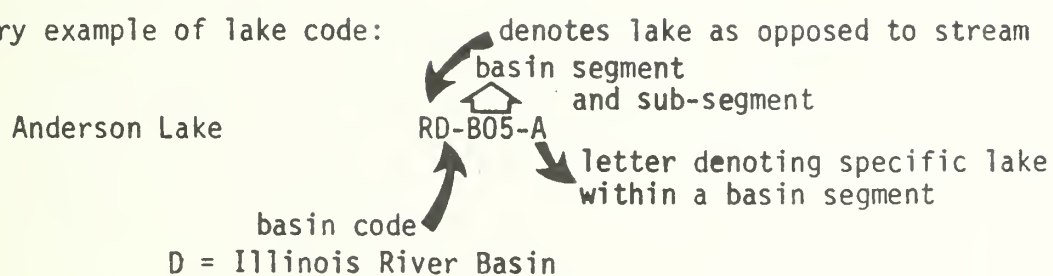 ry example of lake code: denotes lake as opposed to stream
basin segment
and sub-segment
Anderson Lake RD-B05-A
letter denoting specific lake
within a basin segment
basin code
D = Illinois River Basin